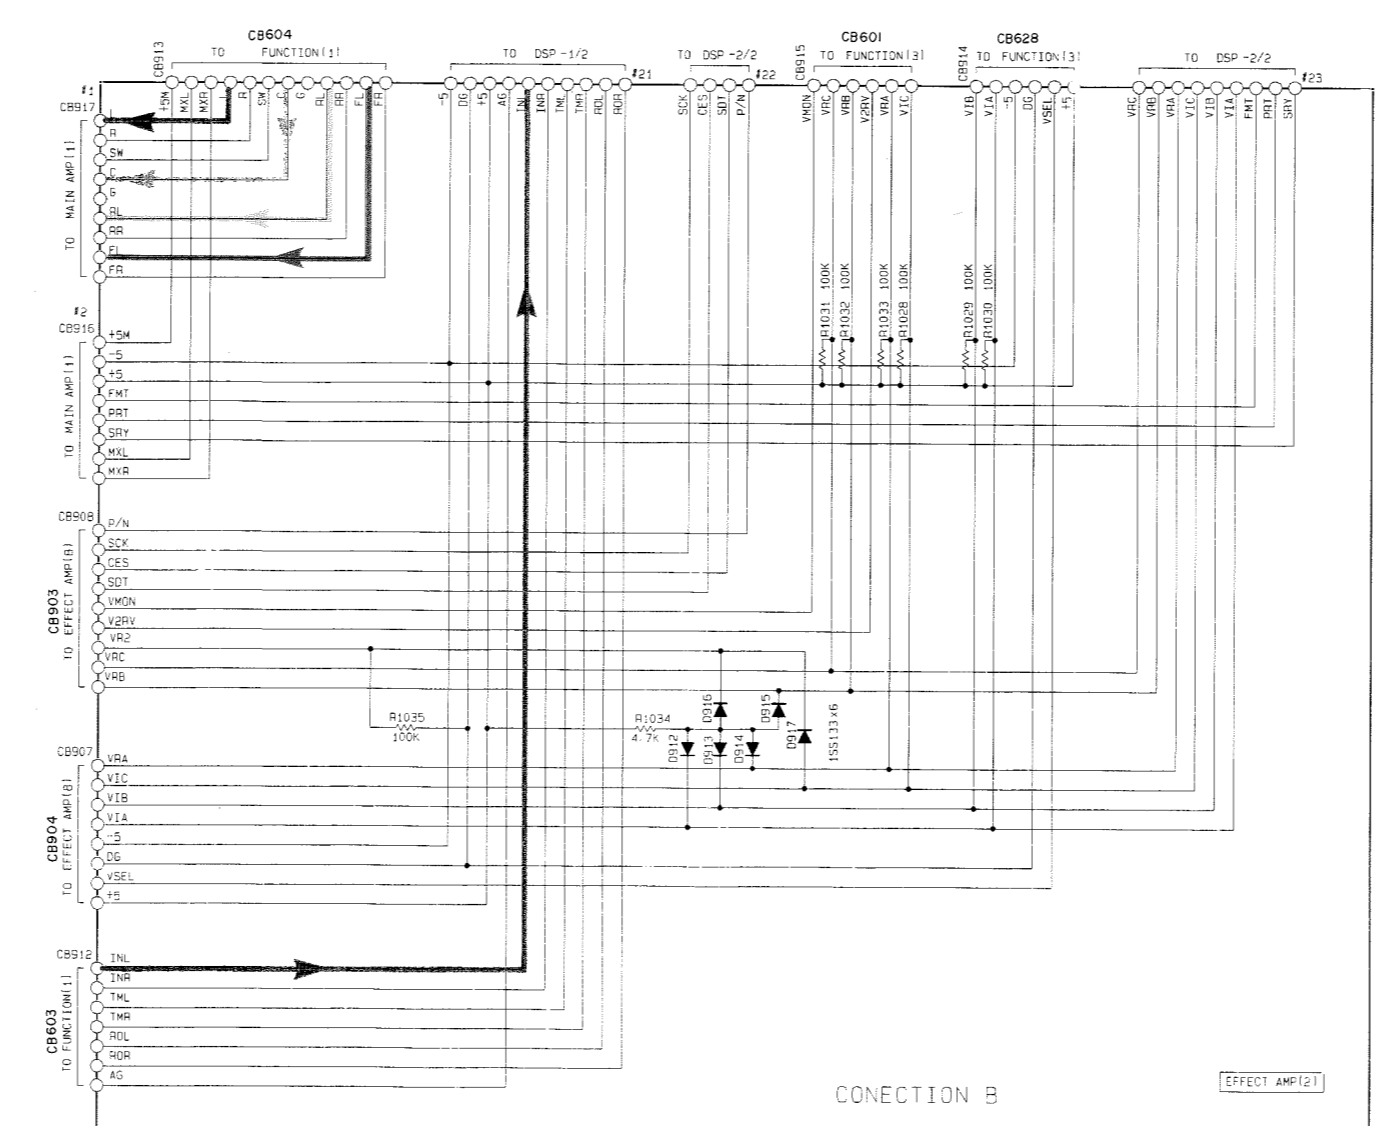 CB604
CB601
CB628
CB913
TO FUNCTION(1)
TO DSP-1/2
TO DSP-2/2
CB915
TO FUNCTION(3)
CB914
TO FUNCTION(3)
TO DSP-2/2
#21
#22
#23
+5M
MXL
MXR
R
SW
C
G
RL
RR
FL
FR
-5
DG
+5
AG
INL
INR
TML
TMR
ROL
ROR
SCK
CES
SDT
P/N
VMON
VRC
VRB
V2RV
VRA
VIC
VIB
VIA
-5
DG
VSEL
+5
VRC
VRB
VRA
VIC
VIB
VIA
FMT
PRT
SRY
#1
CB917
TO MAIN AMP(1)
R
SW
C
G
RL
RR
FL
FR
#2
CB916
TO MAIN AMP(1)
+5M
-5
+5
FMT
PRT
SRY
MXL
MXR
R1031 100K
R1032 100K
R1033 100K
R1028 100K
R1029 100K
R1030 100K
CB908
CB903
TO EFFECT AMP(8)
P/N
SCK
CES
SDT
VMON
V2RV
VR2
VRC
VRB
R1035
100K
R1034
4.7K
D916
D915
D912
D913
D914
D917
1SS133x6
CB907
CB904
TO EFFECT AMP(8)
VRA
VIC
VIB
VIA
-5
DG
VSEL
+5
CB912
CB603
TO FUNCTION(1)
INL
INR
TML
TMR
ROL
ROR
AG
CONECTION B
EFFECT AMP(2)